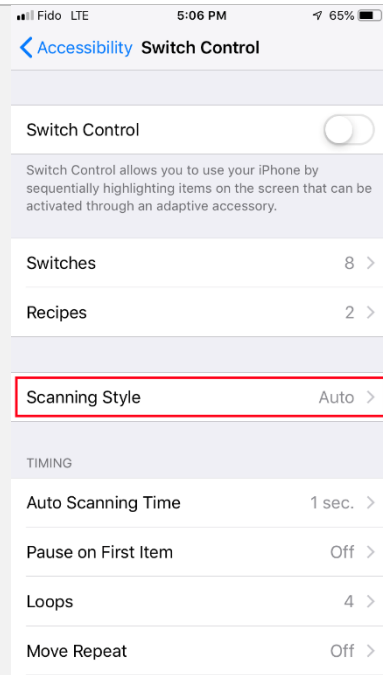 Fido LTE 5:06 PM 65%
Accessibility Switch Control
Switch Control
Switch Control allows you to use your iPhone by
sequentially highlighting items on the screen that can be
activated through an adaptive accessory.
Switches 8
Recipes 2
Scanning Style Auto
TIMING
Auto Scanning Time 1 sec.
Pause on First Item Off
Loops 4
Move Repeat Off